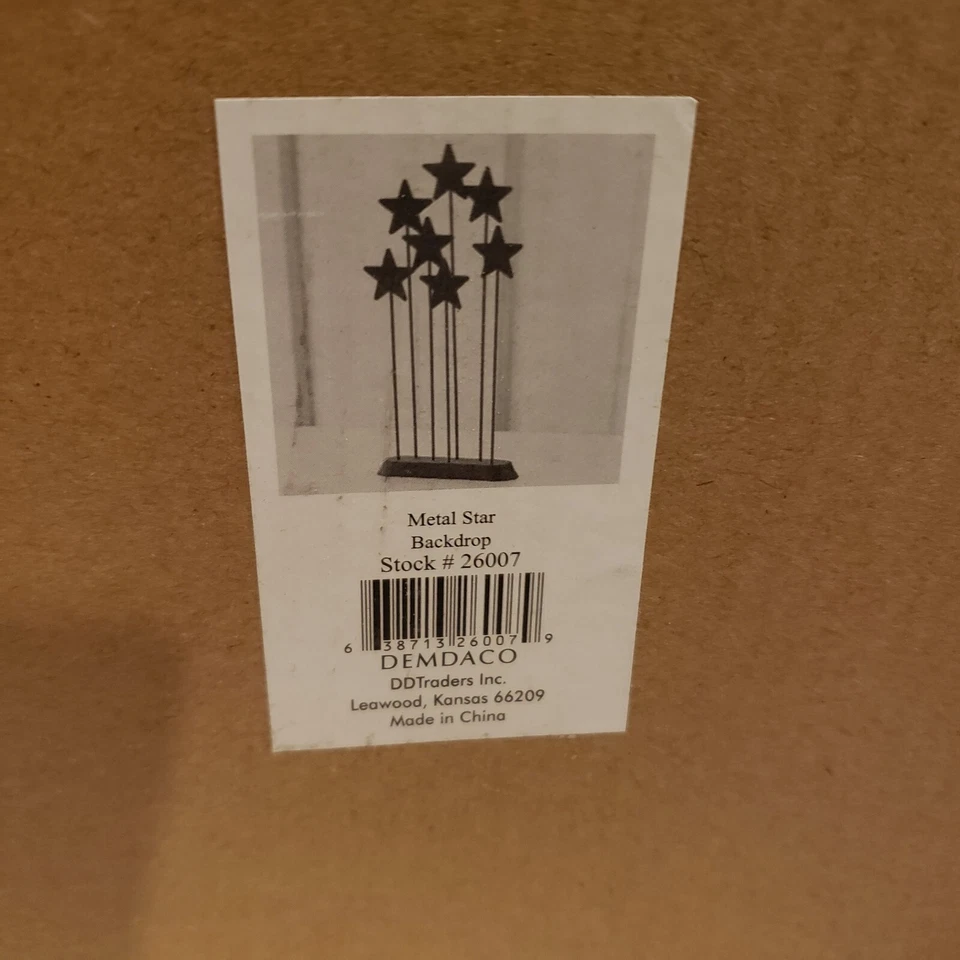 Metal Star
Backdrop
Stock # 26007
6 38713 26007 9
DEMDACO
DDTraders Inc.
Leawood, Kansas 66209
Made in China